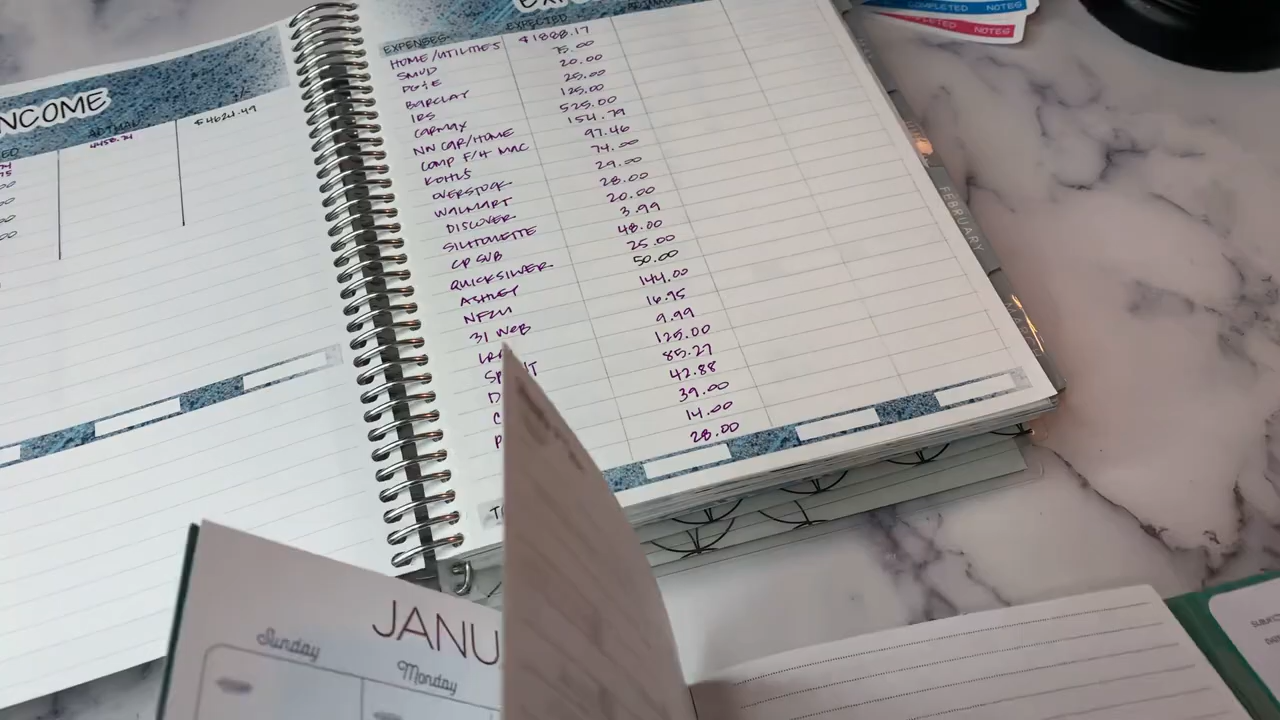 NCOME
$4624.49
EXPENSES:
EXPECTED
HOME/UTILITIES $1888.17
SMUD 75.00
PG&E 20.00
BARCLAY 25.00
IRS 125.00
CARMAX 525.00
NN CAR/HOME 154.79
COMP F/H MAC 97.46
KOHLS 74.00
OVERSTOCK 29.00
WALMART 28.00
DISCOVER 20.00
SILHOUETTE 3.99
CP SUB 48.00
QUICKSILVER 25.00
ASHLEY 50.00
NFM 144.00
31 WEB 16.95
9.99
125.00
85.27
42.88
39.00
14.00
28.00
COMPLETED NOTES
NOTES
FEBRUARY
JANU
Sunday
Monday